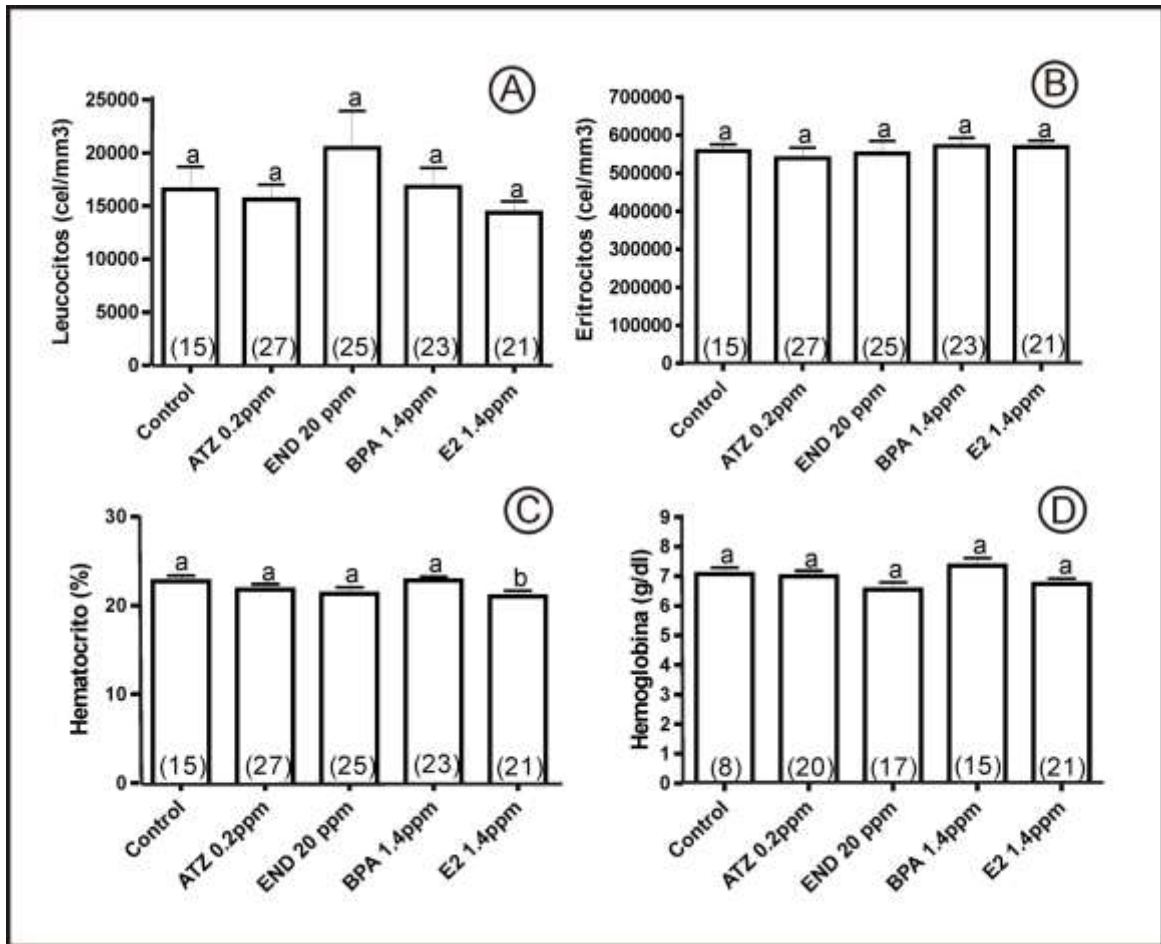 A
Leucocitos (cel/mm3)
25000
20000
15000
10000
5000
0
a
a
a
a
a
(15)
(27)
(25)
(23)
(21)
Control
ATZ 0.2ppm
END 20 ppm
BPA 1.4ppm
E2 1.4ppm
B
Eritrocitos (cel/mm3)
700000
600000
500000
400000
300000
200000
100000
0
a
a
a
a
a
(15)
(27)
(25)
(23)
(21)
Control
ATZ 0.2ppm
END 20 ppm
BPA 1.4ppm
E2 1.4ppm
C
Hematocrito (%)
30
20
10
0
a
a
a
a
b
(15)
(27)
(25)
(23)
(21)
Control
ATZ 0.2ppm
END 20 ppm
BPA 1.4ppm
E2 1.4ppm
D
Hemoglobina (g/dl)
9
8
7
6
5
4
3
2
1
0
a
a
a
a
a
(8)
(20)
(17)
(15)
(21)
Control
ATZ 0.2ppm
END 20 ppm
BPA 1.4ppm
E2 1.4ppm